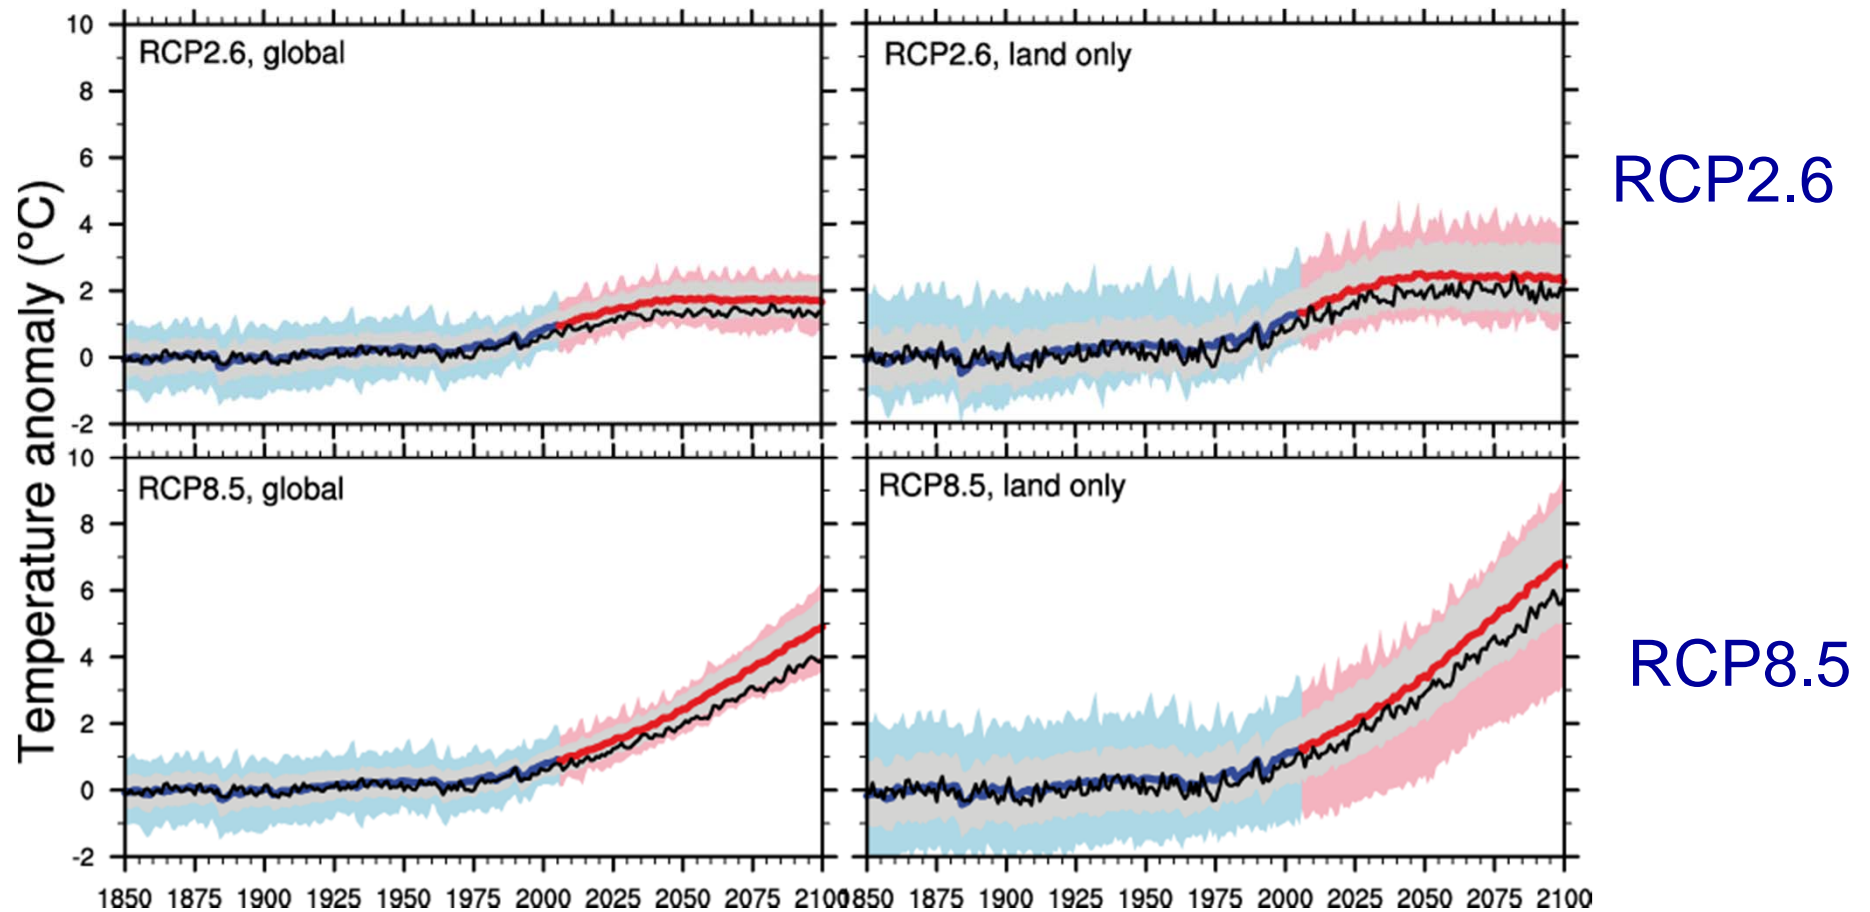 Temperature anomaly (°C)
RCP2.6, global
RCP2.6, land only
RCP2.6
10
8
6
4
2
0
-2
RCP8.5, global
RCP8.5, land only
RCP8.5
10
8
6
4
2
0
-2
1850 1875 1900 1925 1950 1975 2000 2025 2050 2075 2100
1850 1875 1900 1925 1950 1975 2000 2025 2050 2075 2100